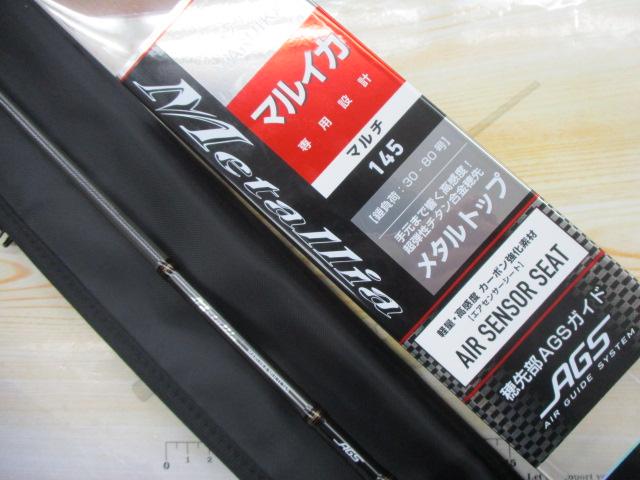 Metallia
マルイカ
専用設計
マルチ
145
[錘負荷:30-80号]
手元まで響く高感度!
超弾性チタン合金穂先
メタルトップ
軽量・高感度 カーボン強化素材
[エアセンサーシート]
AIR SENSOR SEAT
穂先部AGSガイド
AGS
AIR GUIDE SYSTEM
AGS